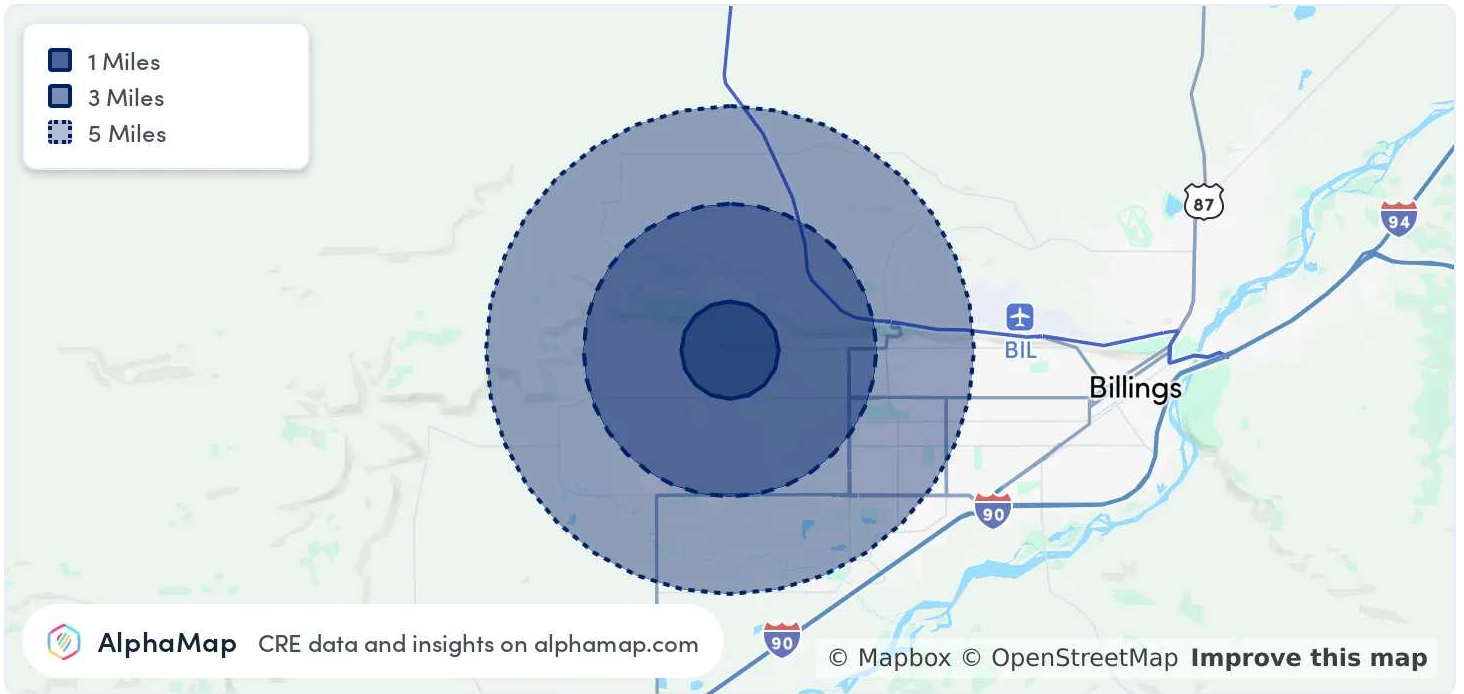 1 Miles
3 Miles
5 Miles
87
94
BIL
Billings
90
90
AlphaMap CRE data and insights on alphamap.com
© Mapbox © OpenStreetMap Improve this map